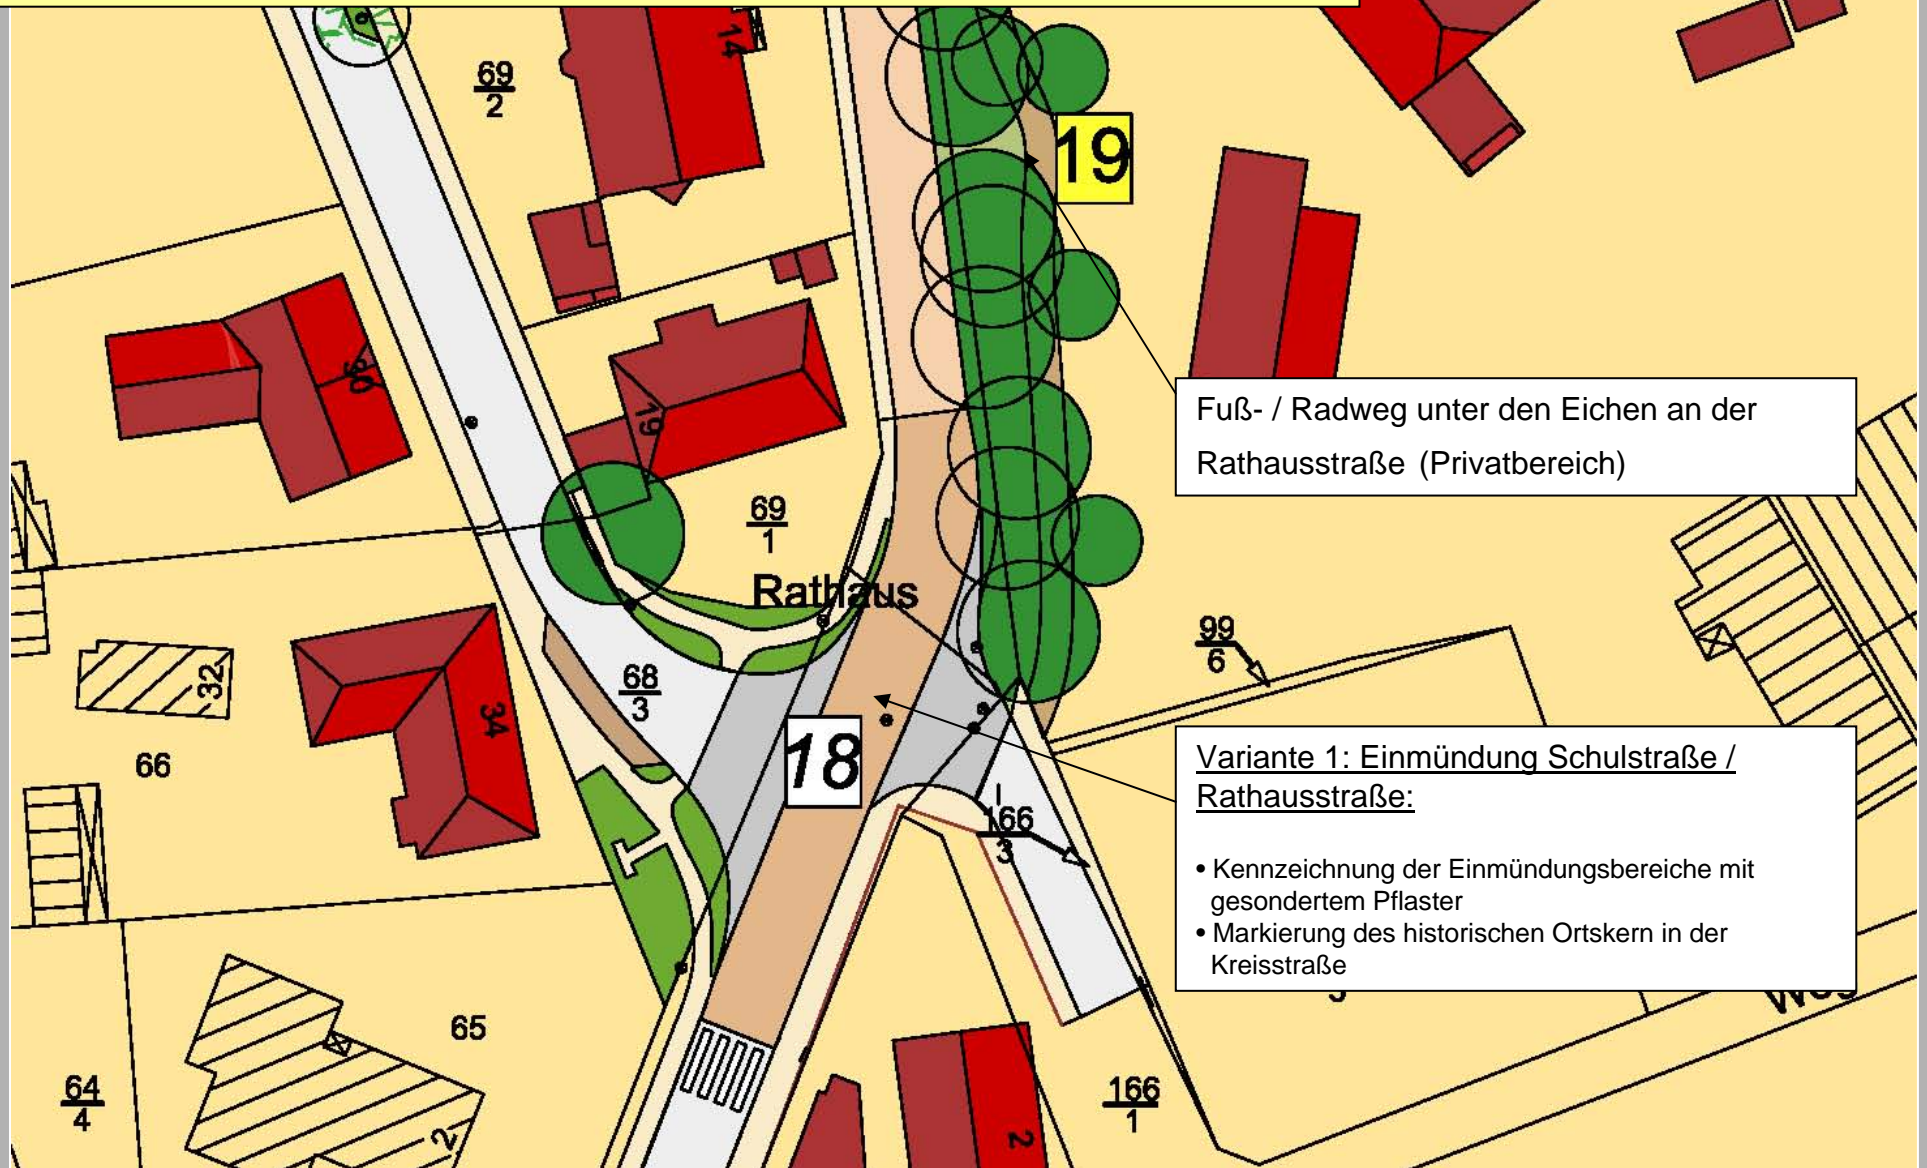 14
69
2
19
30
19
Fuß- / Radweg unter den Eichen an der
Rathausstraße (Privatbereich)
69
1
Rathaus
99
6
32
68
3
34
66
18
Variante 1: Einmündung Schulstraße /
Rathausstraße:
166
3
• Kennzeichnung der Einmündungsbereiche mit
gesondertem Pflaster
• Markierung des historischen Ortskern in der
Kreisstraße
65
64
4
2
2
166
1